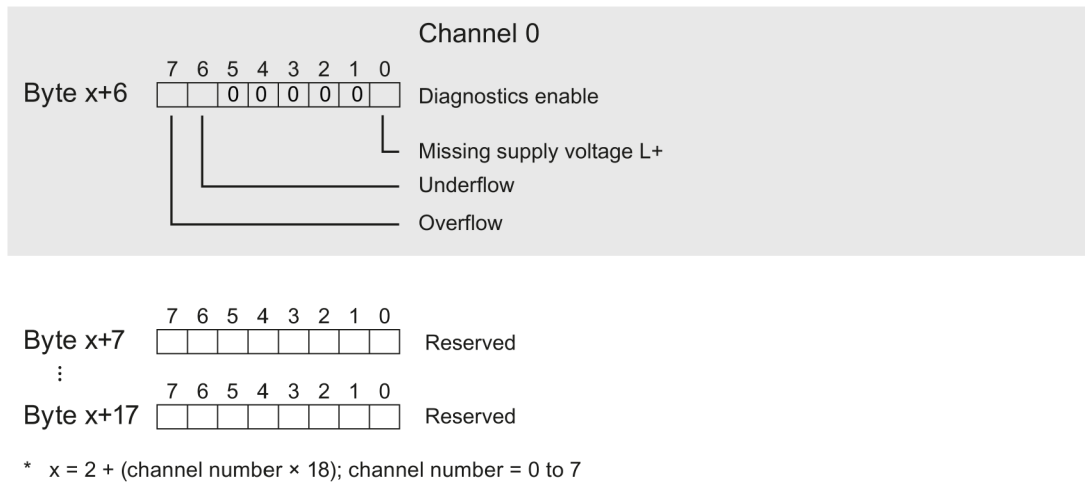 Channel 0
7 6 5 4 3 2 1 0
Byte x+6 0 0 0 0 0 Diagnostics enable
Missing supply voltage L+
Underflow
Overflow
7 6 5 4 3 2 1 0
Byte x+7 Reserved
⋮
7 6 5 4 3 2 1 0
Byte x+17 Reserved
* x = 2 + (channel number × 18); channel number = 0 to 7